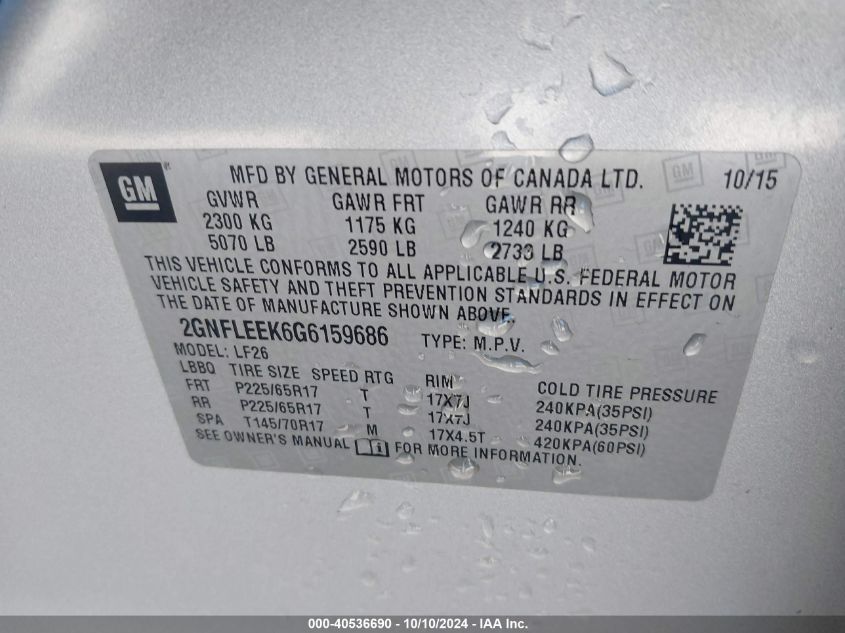 GM
MFD BY GENERAL MOTORS OF CANADA LTD. 10/15
GVWR GAWR FRT GAWR RR
2300 KG 1175 KG 1240 KG
5070 LB 2590 LB 2733 LB
THIS VEHICLE CONFORMS TO ALL APPLICABLE U.S. FEDERAL MOTOR
VEHICLE SAFETY AND THEFT PREVENTION STANDARDS IN EFFECT ON
THE DATE OF MANUFACTURE SHOWN ABOVE.
2GNFLEEK6G6159686 TYPE: M.P.V.
MODEL: LF26
LBBQ TIRE SIZE SPEED RTG RIM COLD TIRE PRESSURE
FRT P225/65R17 T 17X7J 240KPA(35PSI)
RR P225/65R17 T 17X7J 240KPA(35PSI)
SPA T145/70R17 M 17X4.5T 420KPA(60PSI)
SEE OWNER'S MANUAL FOR MORE INFORMATION.
000-40536690 - 10/10/2024 - IAA Inc.